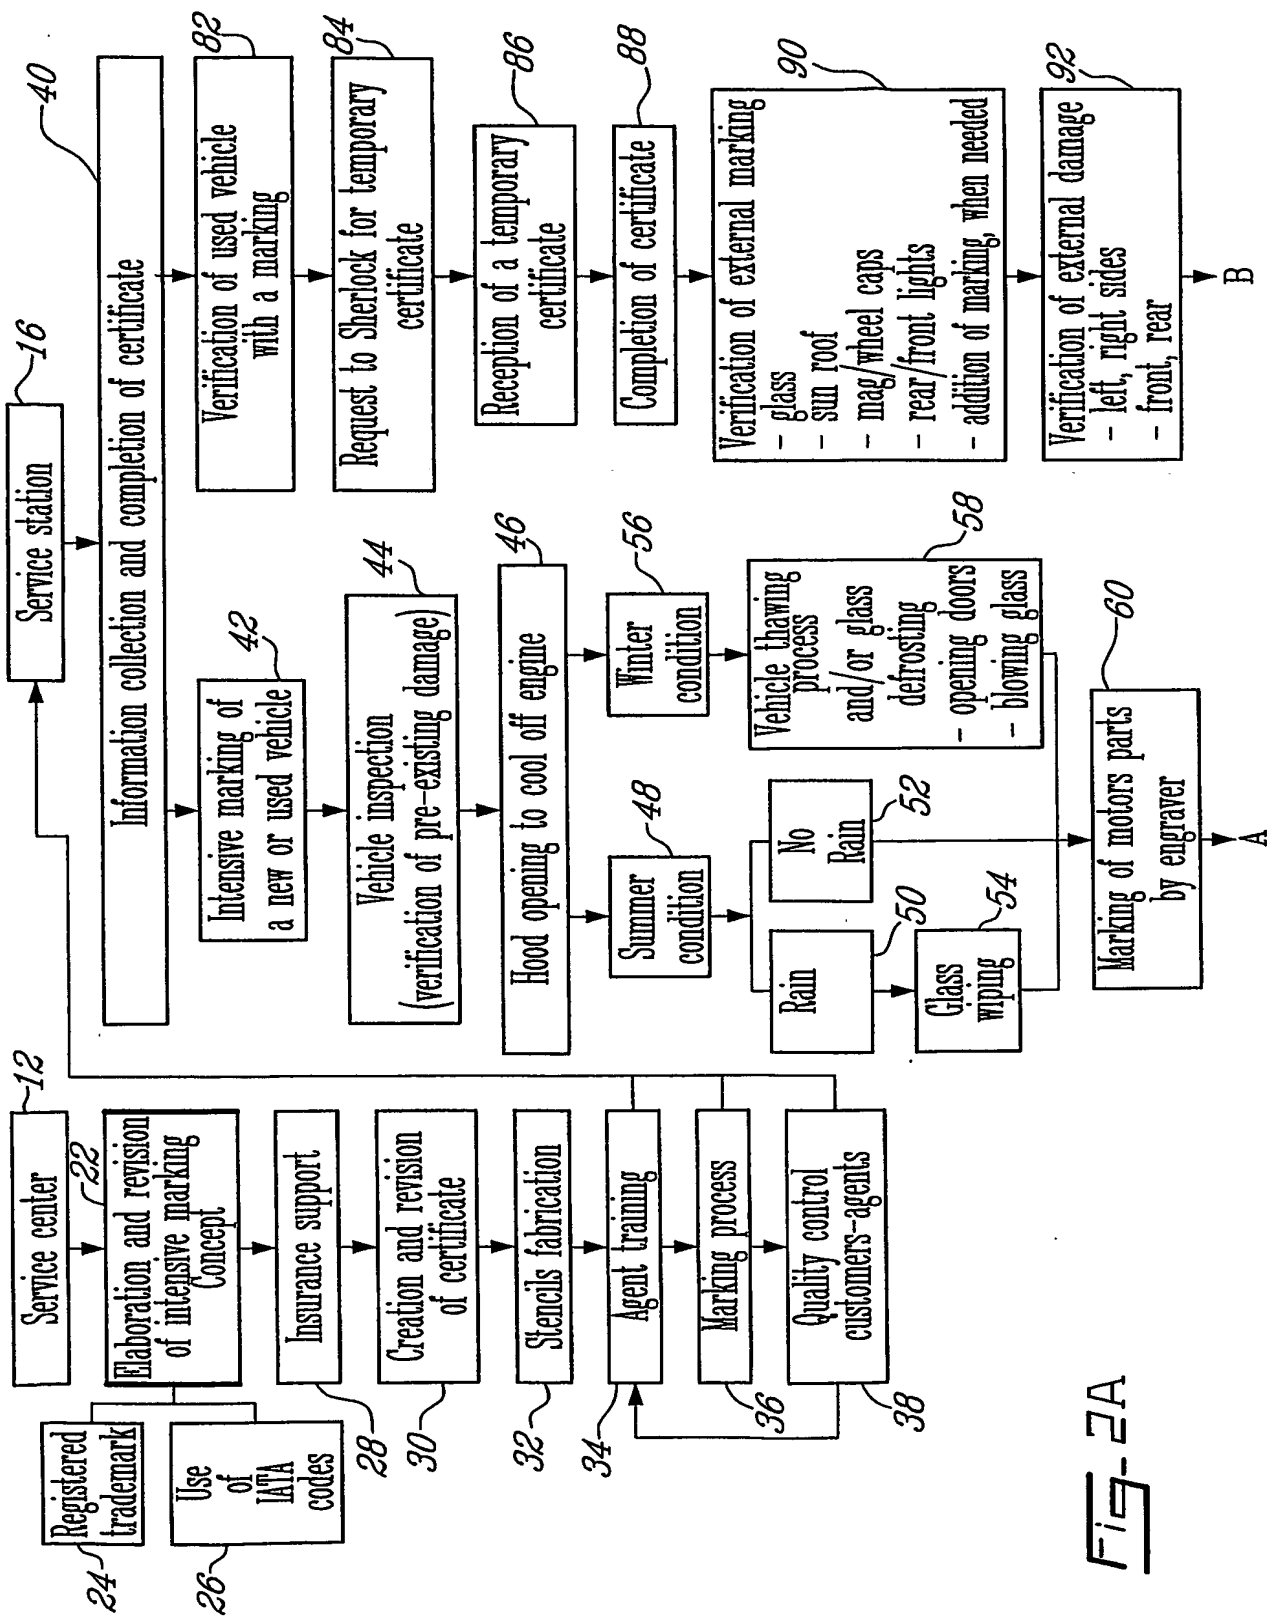 Service center
12
22
Elaboration and revision
of intensive marking
Concept
Registered
trademark
24
Use
of
IATA
codes
26
Insurance support
28
Creation and revision
of certificate
30
Stencils fabrication
32
Agent training
34
Marking process
36
Quality control
customers-agents
38
Service station
16
40
Information collection and completion of certificate
Intensive marking of
a new or used vehicle
42
Vehicle inspection
(verification of pre-existing damage)
44
Hood opening to cool off engine
46
Summer
condition
48
Winter
condition
56
Rain
50
No
Rain
52
Glass
wiping
54
Vehicle thawing
process
and/or glass
defrosting
- opening doors
- blowing glass
58
Marking of motors parts
by engraver
60
A
Verification of used vehicle
with a marking
82
Request to Sherlock for temporary
certificate
84
Reception of a temporary
certificate
86
Completion of certificate
88
Verification of external marking
- glass
- sun roof
- mag/wheel caps
- rear/front lights
- addition of marking, when needed
90
Verification of external damage
- left, right sides
- front, rear
92
B
Fig-2A